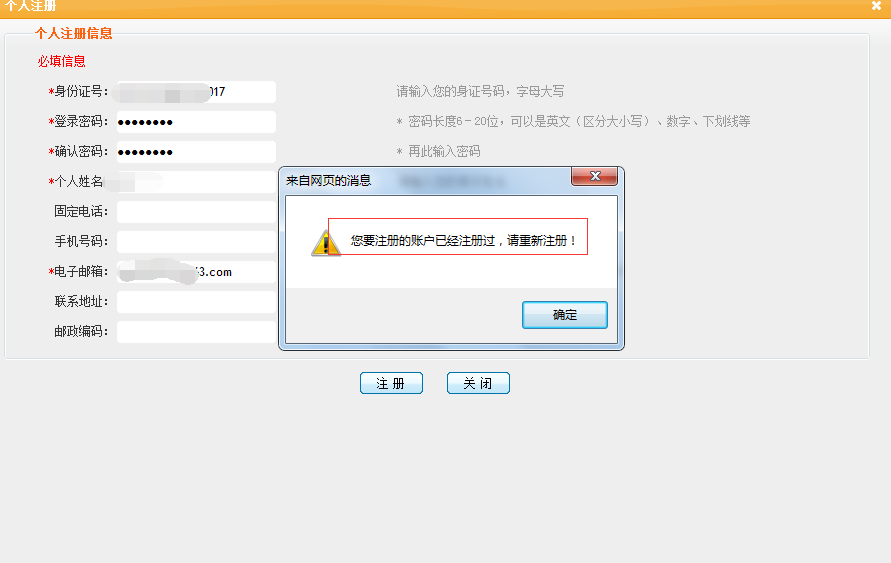 个人注册
个人注册信息
必填信息
*身份证号： 017 请输入您的身证号码，字母大写
*登录密码： ●●●●●●●● * 密码长度6－20位，可以是英文（区分大小写）、数字、下划线等
*确认密码： ●●●●●●●● * 再此输入密码
*个人姓名
来自网页的消息
固定电话：
手机号码：
您要注册的账户已经注册过，请重新注册！
*电子邮箱： 3.com
联系地址：
确定
邮政编码：
注 册 关 闭